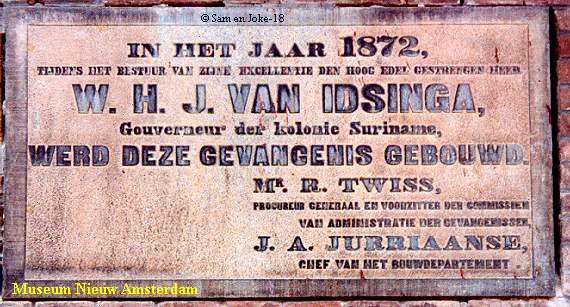 © Sam en Joke-18
IN HET JAAR 1872,
TIJDENS HET BESTUUR VAN ZIJNE EXCELLENTIE DEN HOOG EDEL GESTRENGEN HEER
W. H. J. VAN IDSINGA,
Gouverneur der kolonie Suriname,
WERD DEZE GEVANGENIS GEBOUWD.
Mr. R. TWISS,
PROCUREUR GENERAAL EN VOORZITTER DER COMMISSIEN
VAN ADMINISTRATIE DER GEVANGENISSEN,
J. A. JURRIAANSE,
CHEF VAN HET BOUWDEPARTEMENT
Museum Nieuw Amsterdam